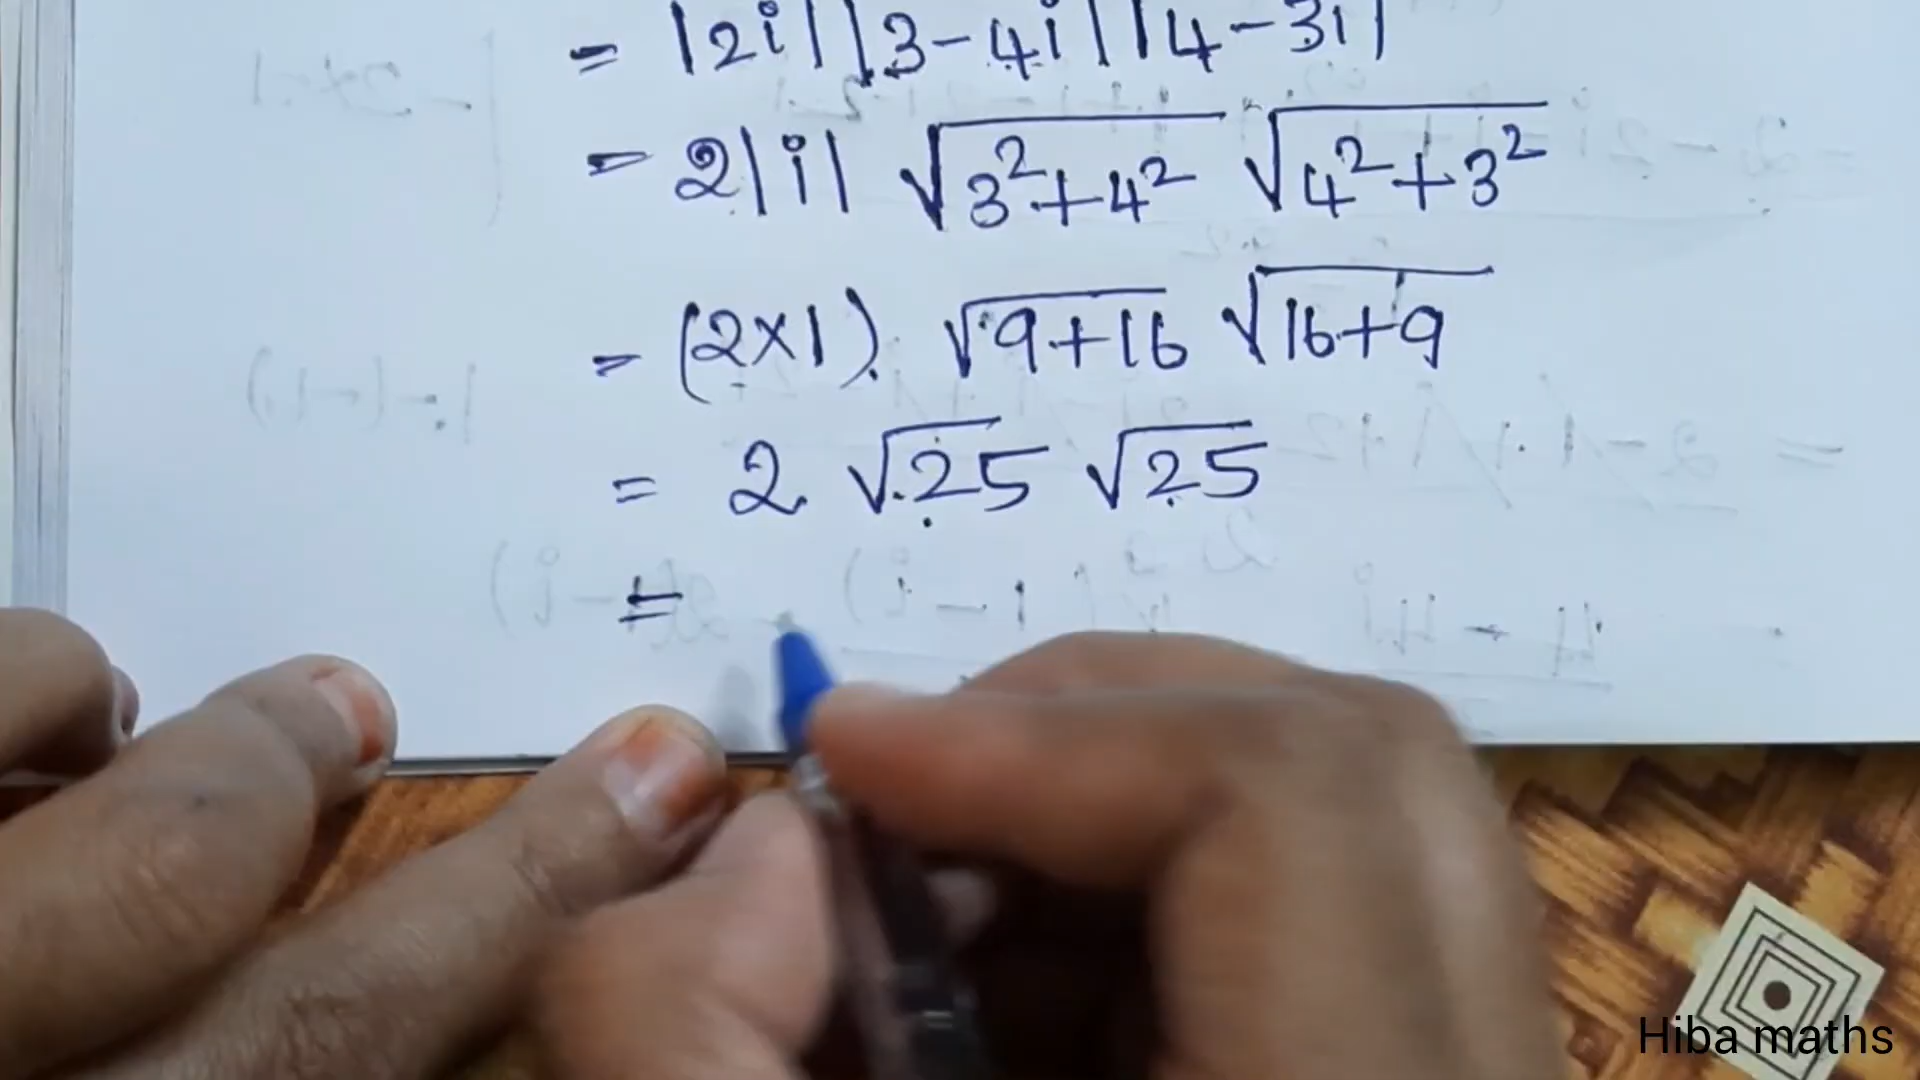 = |2i| |3-4i| |4-3i|
= 2|i| √3²+4² √4²+3²
= (2×1). √9+16 √16+9
= 2 √25 √25
=
Hiba maths